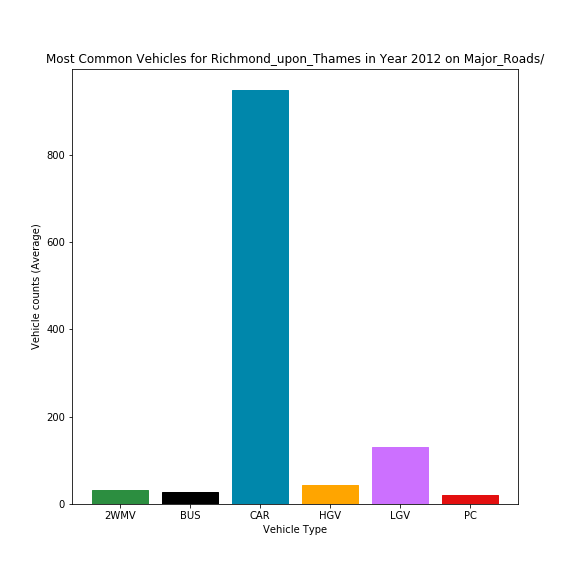 Most Common Vehicles for Richmond_upon_Thames in Year 2012 on Major_Roads/
Vehicle counts (Average)
800
600
400
200
0
2WMV BUS CAR HGV LGV PC
Vehicle Type